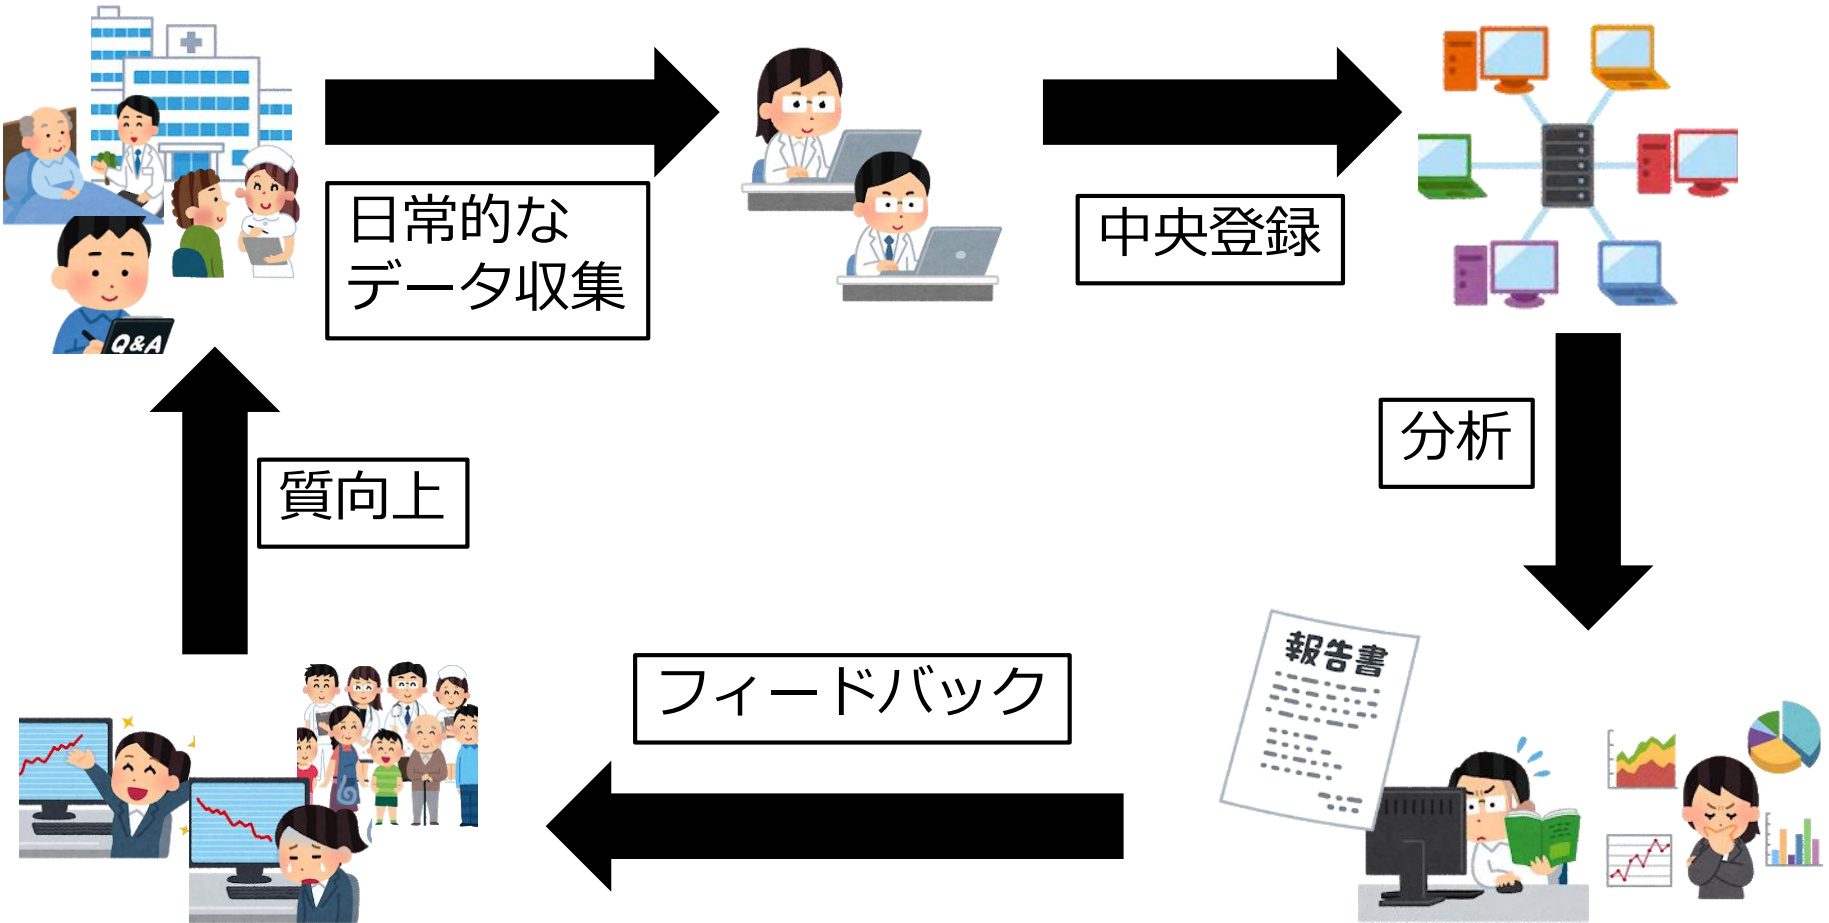 日常的な
データ収集
中央登録
Q&A
分析
質向上
フィードバック
報告書